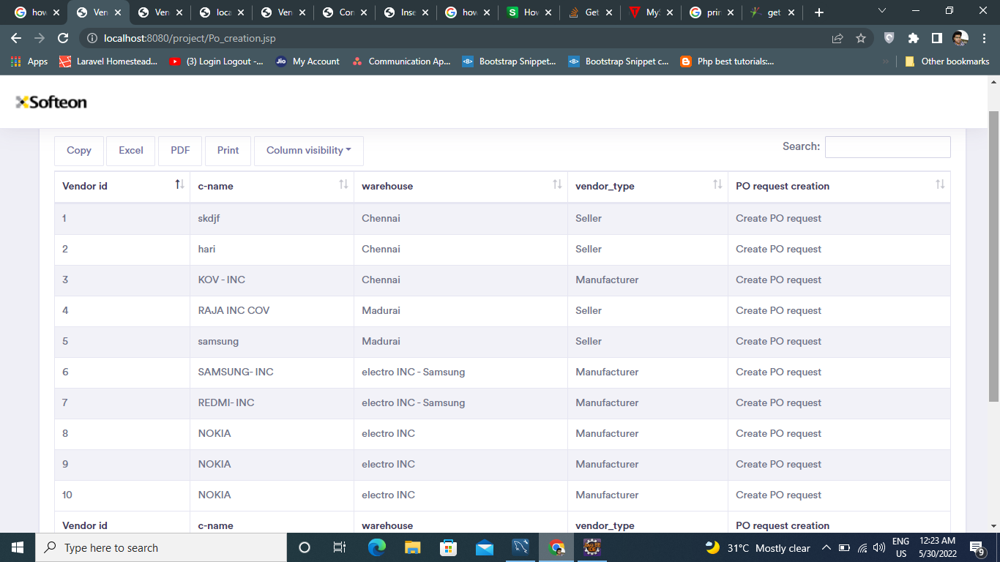 how
Ven
Ven
loca
Ven
Con
Inse
how
S How
Get
MyS
prin
get
localhost:8080/project/Po_creation.jsp
Apps Laravel Homestead... (3) Login Logout -... Jio My Account Communication Ap... <B> Bootstrap Snippet... <B> Bootstrap Snippet c... Php best tutorials:... » Other bookmarks
Softeon
Copy Excel PDF Print Column visibility Search:
Vendor id c-name warehouse vendor_type PO request creation
1 skdjf Chennai Seller Create PO request
2 hari Chennai Seller Create PO request
3 KOV - INC Chennai Manufacturer Create PO request
4 RAJA INC COV Madurai Seller Create PO request
5 samsung Madurai Seller Create PO request
6 SAMSUNG- INC electro INC - Samsung Manufacturer Create PO request
7 REDMI- INC electro INC - Samsung Manufacturer Create PO request
8 NOKIA electro INC Manufacturer Create PO request
9 NOKIA electro INC Manufacturer Create PO request
10 NOKIA electro INC Manufacturer Create PO request
Vendor id c-name warehouse vendor_type PO request creation
Type here to search
Java EE
IDE
31°C Mostly clear
ENG
US
12:23 AM
5/30/2022
9